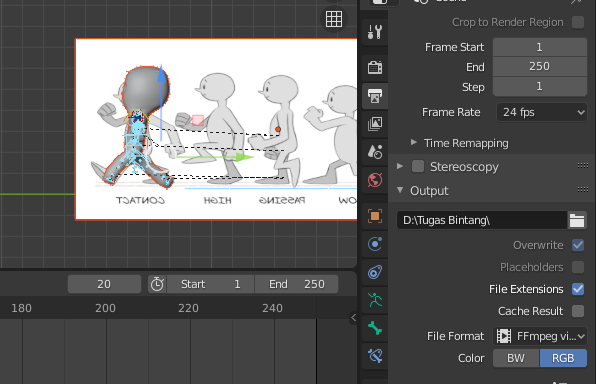 Crop to Render Region
Frame Start 1
End 250
Step 1
Frame Rate 24 fps
Time Remapping
Stereoscopy
Output
D:\Tugas Bintang\
Overwrite
Placeholders
File Extensions
Cache Result
File Format FFmpeg vi...
Color BW RGB
CONTACT HIGH PASSING
20 Start 1 End 250
180 200 220 240